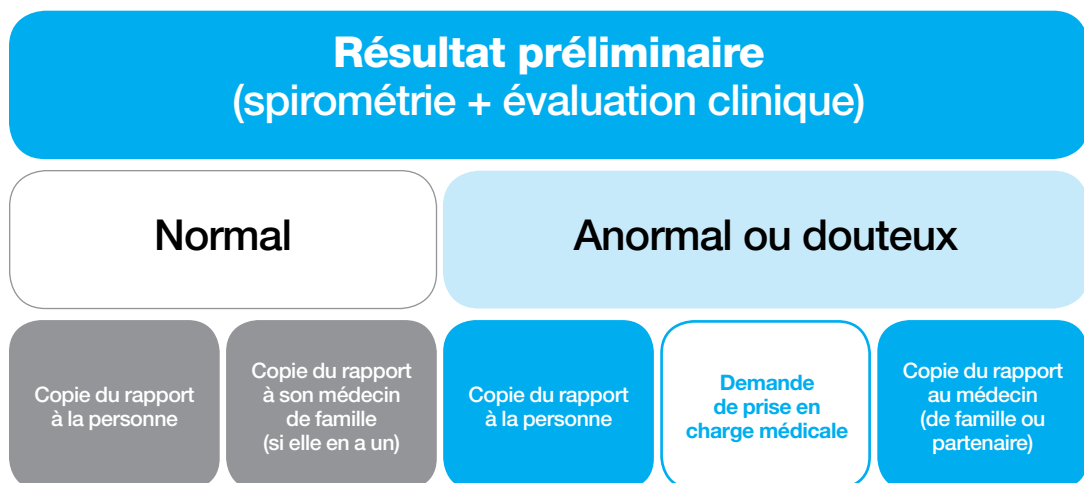 Résultat préliminaire
(spirométrie + évaluation clinique)
Normal
Anormal ou douteux
Copie du rapport
à la personne
Copie du rapport
à son médecin
de famille
(si elle en a un)
Copie du rapport
à la personne
Demande
de prise en
charge médicale
Copie du rapport
au médecin
(de famille ou
partenaire)